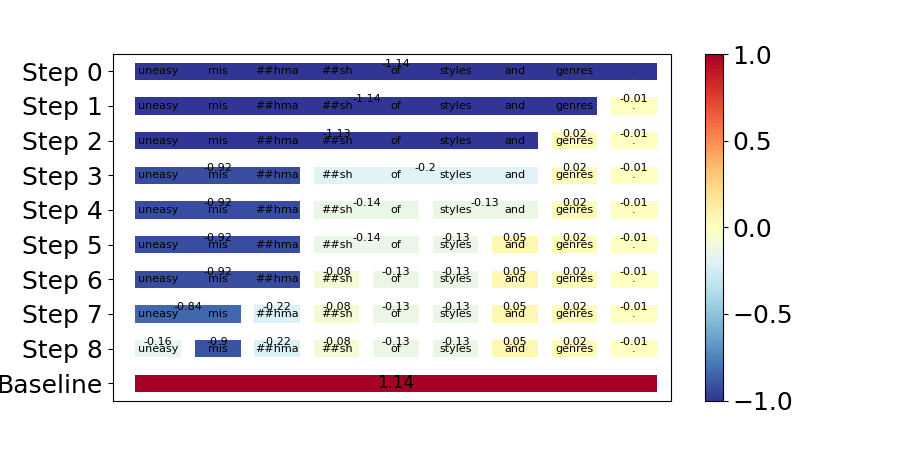 -1.14
Step 0 uneasy mis ##hma ##sh of styles and genres .
-1.14 -0.01
Step 1 uneasy mis ##hma ##sh of styles and genres .
-1.13 0.02 -0.01
Step 2 uneasy mis ##hma ##sh of styles and genres .
-0.92 -0.2 0.02 -0.01
Step 3 uneasy mis ##hma ##sh of styles and genres .
-0.92 -0.14 -0.13 0.02 -0.01
Step 4 uneasy mis ##hma ##sh of styles and genres .
-0.92 -0.14 -0.13 0.05 0.02 -0.01
Step 5 uneasy mis ##hma ##sh of styles and genres .
-0.92 -0.08 -0.13 -0.13 0.05 0.02 -0.01
Step 6 uneasy mis ##hma ##sh of styles and genres .
-0.84 -0.22 -0.08 -0.13 -0.13 0.05 0.02 -0.01
Step 7 uneasy mis ##hma ##sh of styles and genres .
-0.16 -0.9 -0.22 -0.08 -0.13 -0.13 0.05 0.02 -0.01
Step 8 uneasy mis ##hma ##sh of styles and genres .
Baseline 1.14
1.0
0.5
0.0
−0.5
−1.0